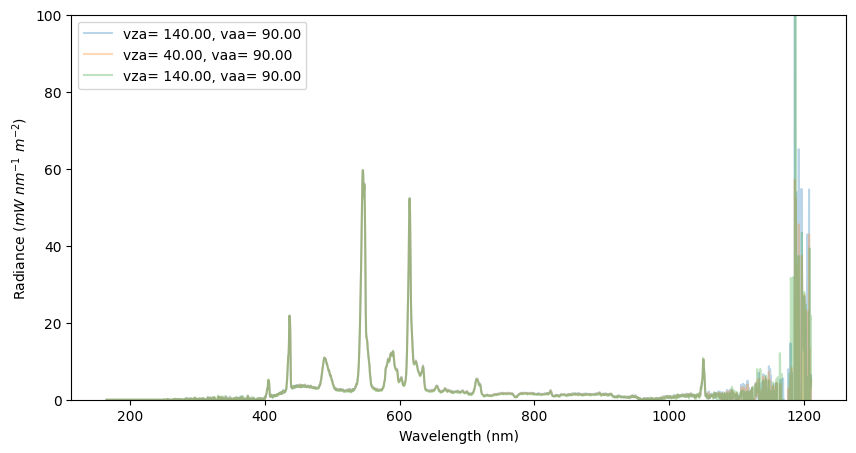 vza= 140.00, vaa= 90.00
vza= 40.00, vaa= 90.00
vza= 140.00, vaa= 90.00
100
80
60
40
20
0
Radiance (mW nm⁻¹ m⁻²)
200
400
600
800
1000
1200
Wavelength (nm)